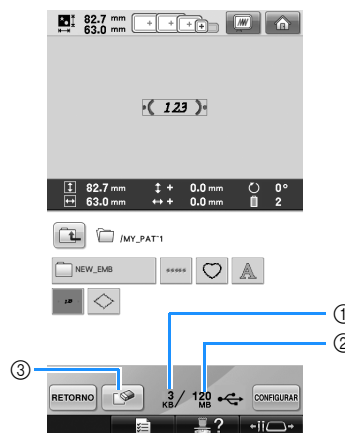 82.7 mm
63.0 mm
123
82.7 mm 0.0 mm 0°
63.0 mm 0.0 mm 2
/MY_PAT~1
NEW_EMB
A
①
②
③
RETORNO 3 KB / 120 MB CONFIGURAR
?